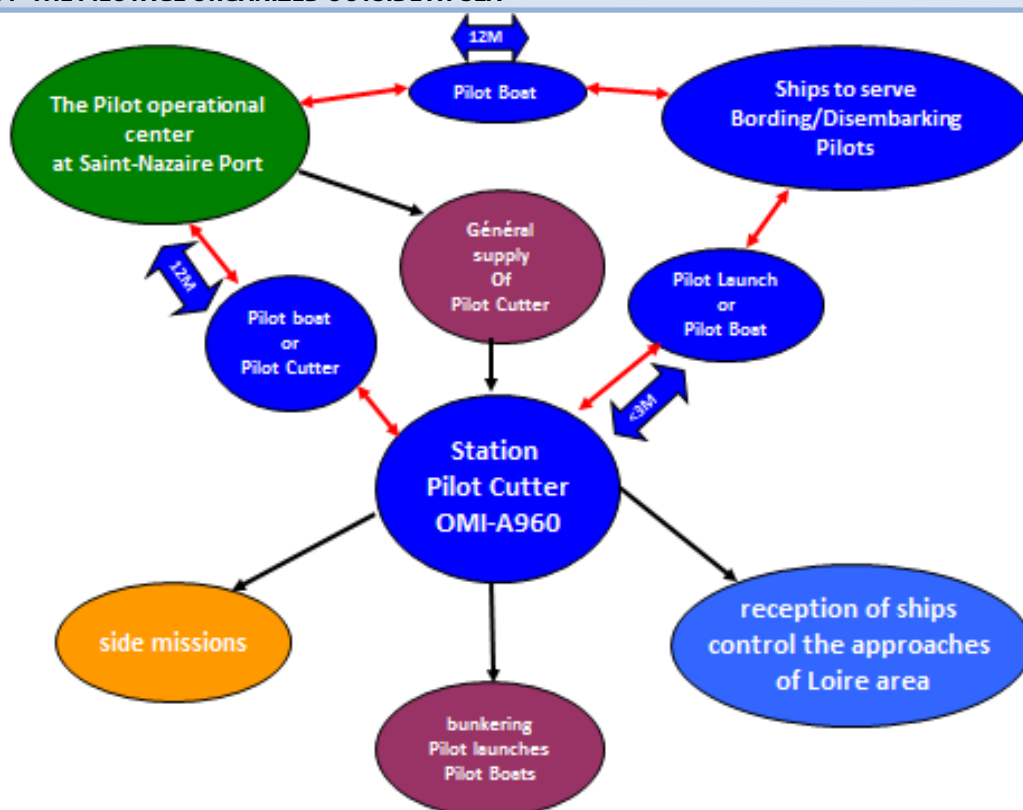 12M
Pilot Boat
The Pilot operational
center
at Saint-Nazaire Port
Ships to serve
Bording/Disembarking
Pilots
Général
supply
Of
Pilot Cutter
12M
Pilot boat
or
Pilot Cutter
Pilot Launch
or
Pilot Boat
<3M
Station
Pilot Cutter
OMI-A960
side missions
reception of ships
control the approaches
of Loire area
bunkering
Pilot launches
Pilot Boats